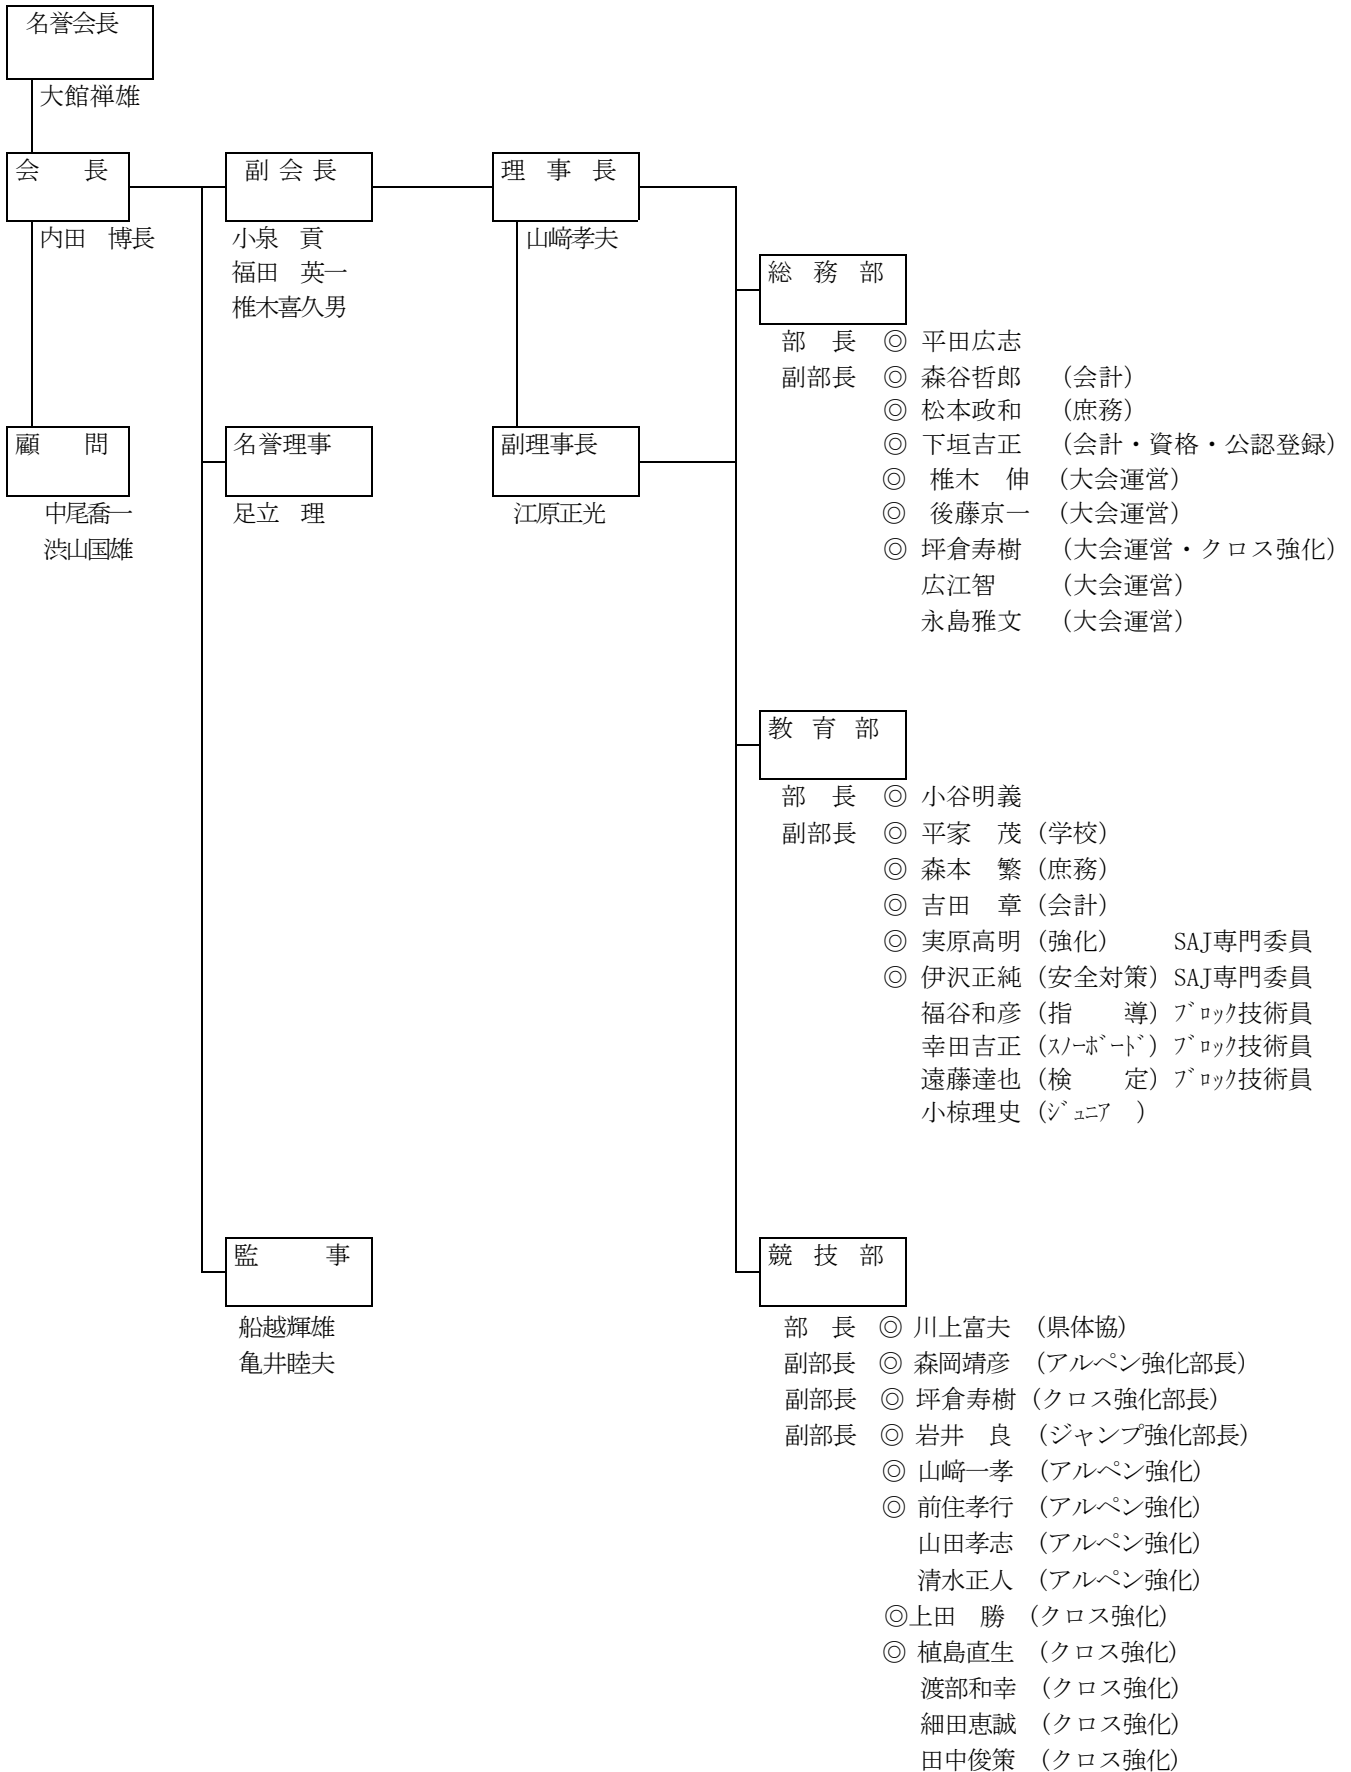 名誉会長
大館禅雄
会　　長
内田　博長
顧　　問
中尾喬一
渋山国雄
副 会 長
小泉　貢
福田　英一
椎木喜久男
名誉理事
足立　理
監　　事
船越輝雄
亀井睦夫
理　事　長
山﨑孝夫
副理事長
江原正光
総　務　部
部　長　◎ 平田広志
副部長　◎ 森谷哲郎　（会計）
◎ 松本政和　（庶務）
◎ 下垣吉正　（会計・資格・公認登録）
◎ 椎木　伸　（大会運営）
◎ 後藤京一　（大会運営）
◎ 坪倉寿樹　（大会運営・クロス強化）
広江智　（大会運営）
永島雅文　（大会運営）
教　育　部
部　長　◎ 小谷明義
副部長　◎ 平家　茂（学校）
◎ 森本　繁（庶務）
◎ 吉田　章（会計）
◎ 実原高明（強化）　SAJ専門委員
◎ 伊沢正純（安全対策）SAJ専門委員
福谷和彦（指　　導）ﾌﾞﾛｯｸ技術員
幸田吉正（ｽﾉｰﾎﾞｰﾄﾞ）ﾌﾞﾛｯｸ技術員
遠藤達也（検　　定）ﾌﾞﾛｯｸ技術員
小椋理史（ｼﾞｭﾆｱ　）
競　技　部
部　長　◎ 川上富夫　（県体協）
副部長　◎ 森岡靖彦　（アルペン強化部長）
副部長　◎ 坪倉寿樹（クロス強化部長）
副部長　◎ 岩井　良　（ジャンプ強化部長）
◎ 山﨑一孝　（アルペン強化）
◎ 前住孝行　（アルペン強化）
山田孝志　（アルペン強化）
清水正人　（アルペン強化）
◎上田　勝　（クロス強化）
◎ 植島直生　（クロス強化）
渡部和幸　（クロス強化）
細田恵誠　（クロス強化）
田中俊策　（クロス強化）